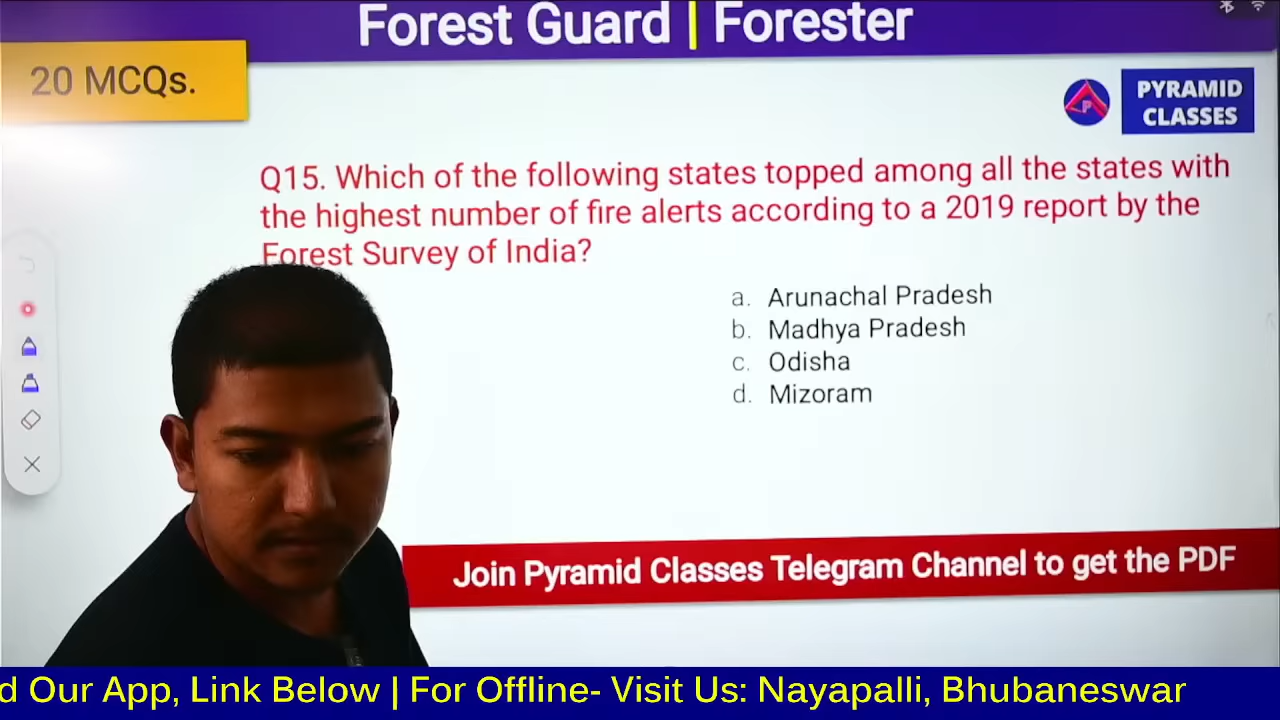 Forest Guard | Forester
20 MCQs.
PYRAMID
CLASSES
P
Q15. Which of the following states topped among all the states with
the highest number of fire alerts according to a 2019 report by the
Forest Survey of India?
a. Arunachal Pradesh
b. Madhya Pradesh
c. Odisha
d. Mizoram
Join Pyramid Classes Telegram Channel to get the PDF
d Our App, Link Below | For Offline- Visit Us: Nayapalli, Bhubaneswar